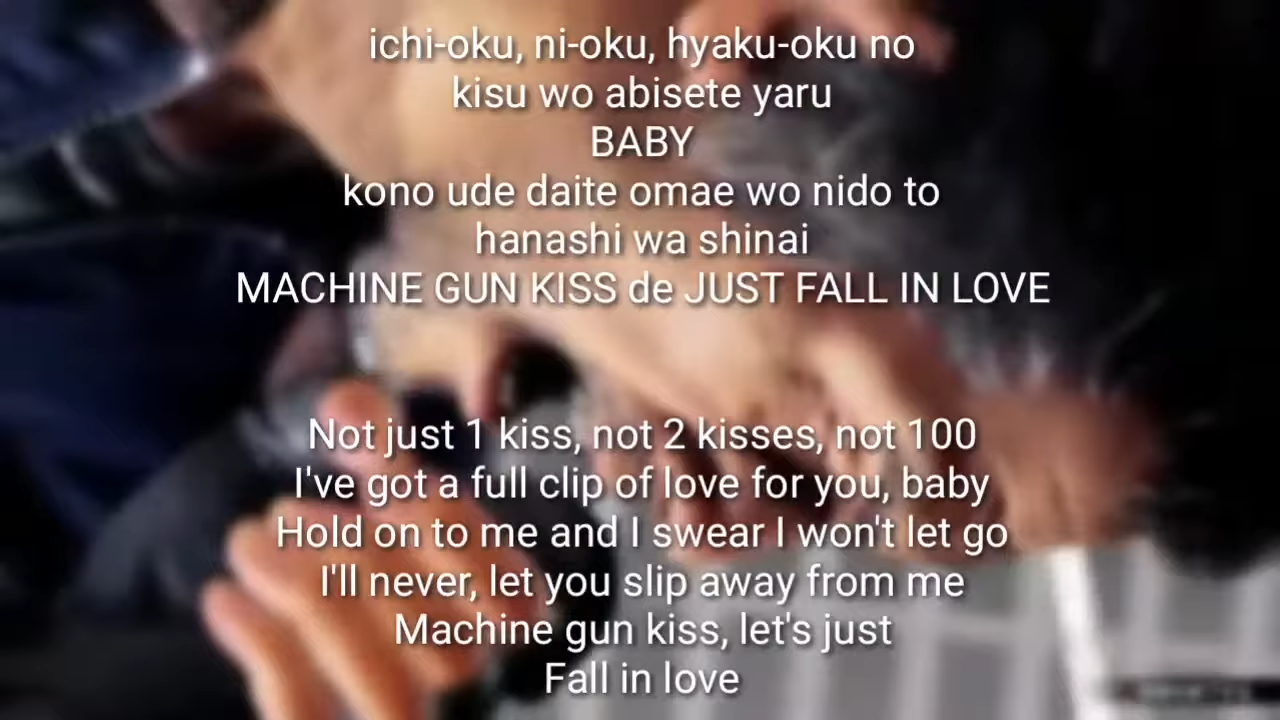 ichi-oku, ni-oku, hyaku-oku no
kisu wo abisete yaru
BABY
kono ude daite omae wo nido to
hanashi wa shinai
MACHINE GUN KISS de JUST FALL IN LOVE
Not just 1 kiss, not 2 kisses, not 100
I've got a full clip of love for you, baby
Hold on to me and I swear I won't let go
I'll never, let you slip away from me
Machine gun kiss, let's just
Fall in love